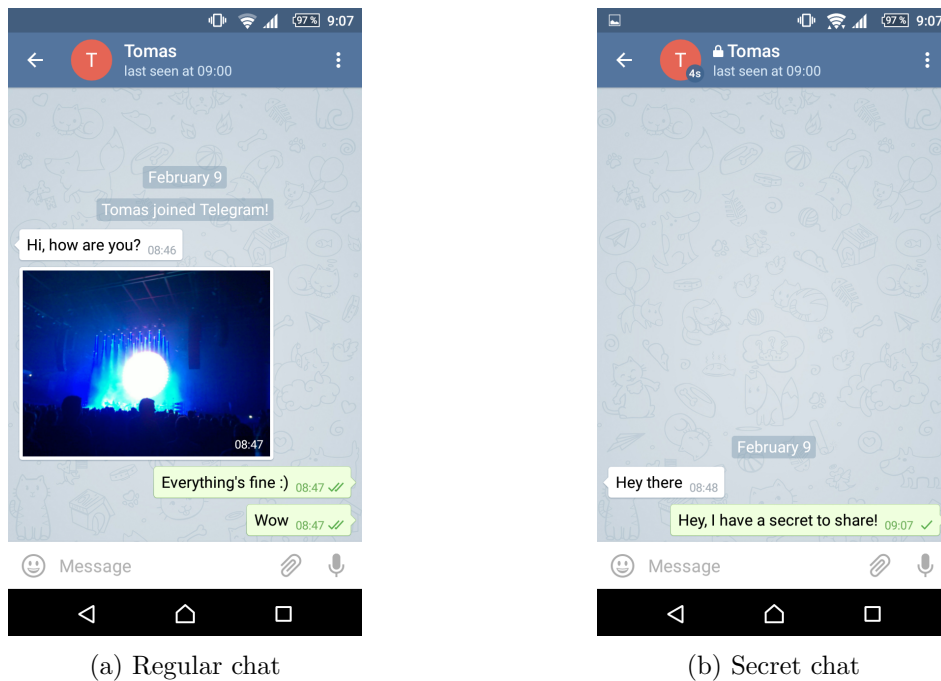 97% 9:07
T
Tomas
last seen at 09:00
February 9
Tomas joined Telegram!
Hi, how are you? 08:46
08:47
Everything's fine :) 08:47
Wow 08:47
Message
(a) Regular chat
97% 9:07
T
4s
Tomas
last seen at 09:00
February 9
Hey there 08:48
Hey, I have a secret to share! 09:07
Message
(b) Secret chat